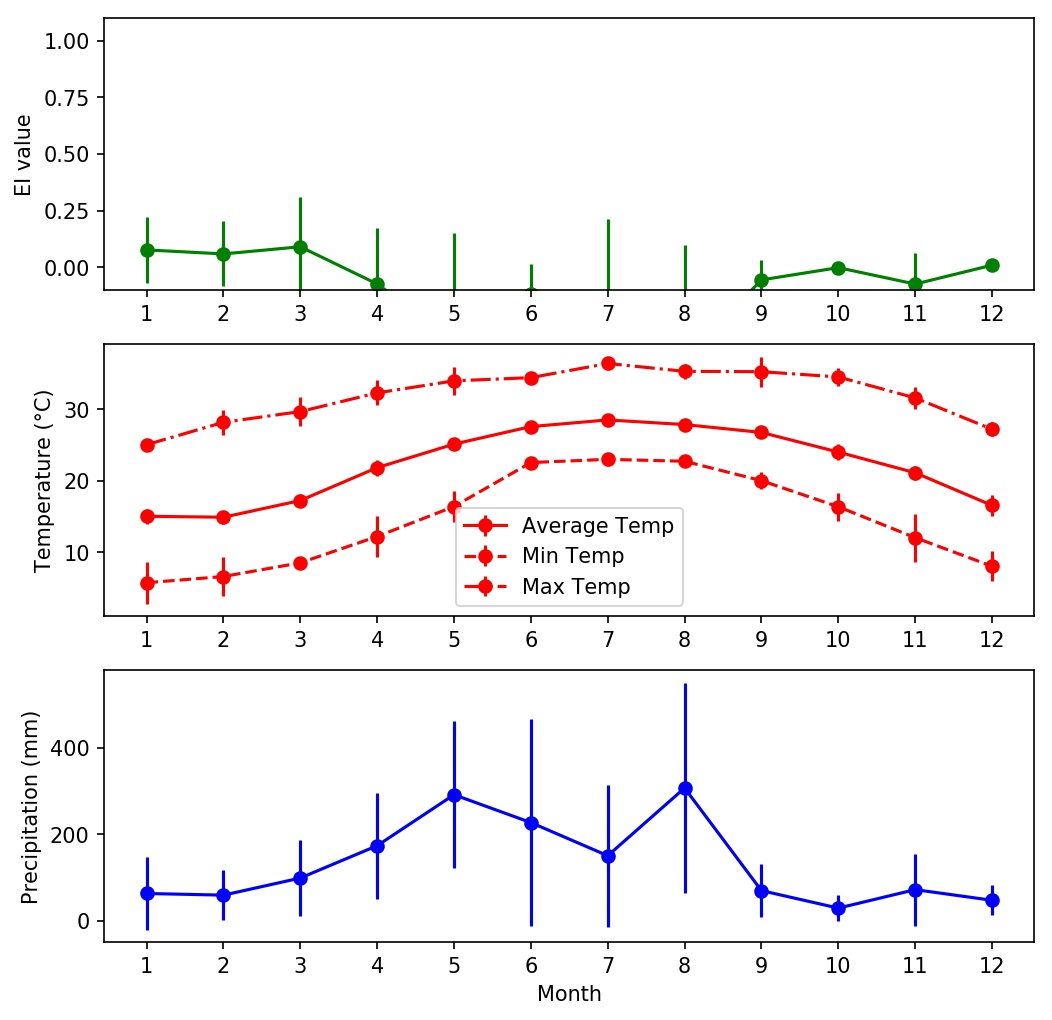 1.00
0.75
0.50
0.25
0.00
EI value
1 2 3 4 5 6 7 8 9 10 11 12
30
20
10
Temperature (°C)
Average Temp
Min Temp
Max Temp
1 2 3 4 5 6 7 8 9 10 11 12
400
200
0
Precipitation (mm)
1 2 3 4 5 6 7 8 9 10 11 12
Month